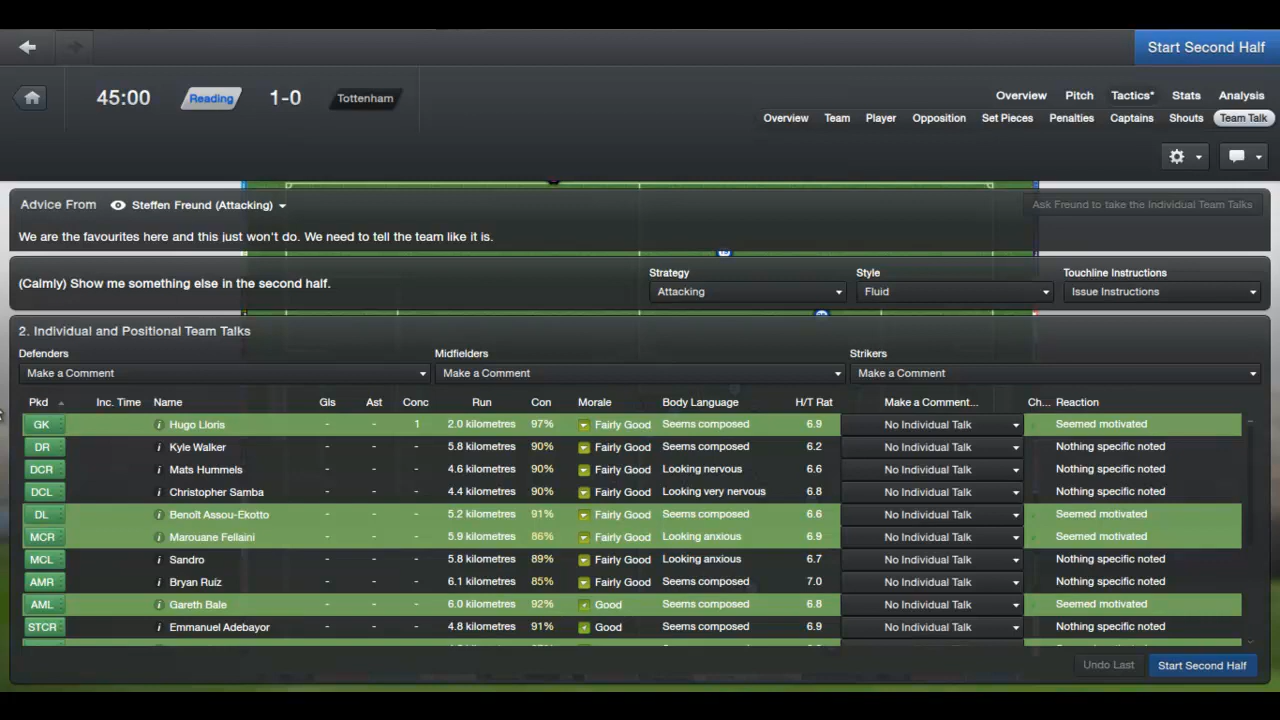 Start Second Half
45:00 Reading 1-0 Tottenham
Overview Pitch Tactics* Stats Analysis
Overview Team Player Opposition Set Pieces Penalties Captains Shouts Team Talk
Advice From Steffen Freund (Attacking) Ask Freund to take the Individual Team Talks
We are the favourites here and this just won't do. We need to tell the team like it is.
Strategy Style Touchline Instructions
(Calmly) Show me something else in the second half. Attacking Fluid Issue Instructions
2. Individual and Positional Team Talks
Defenders Midfielders Strikers
Make a Comment Make a Comment Make a Comment
Pkd Inc. Time Name Gls Ast Conc Run Con Morale Body Language H/T Rat Make a Comment... Ch... Reaction
GK i Hugo Lloris - - 1 2.0 kilometres 97% Fairly Good Seems composed 6.9 No Individual Talk Seemed motivated
DR i Kyle Walker - - - 5.8 kilometres 90% Fairly Good Seems composed 6.2 No Individual Talk Nothing specific noted
DCR i Mats Hummels - - - 4.6 kilometres 90% Fairly Good Looking nervous 6.6 No Individual Talk Nothing specific noted
DCL i Christopher Samba - - - 4.4 kilometres 90% Fairly Good Looking very nervous 6.8 No Individual Talk Nothing specific noted
DL i Benoît Assou-Ekotto - - - 5.2 kilometres 91% Fairly Good Seems composed 6.6 No Individual Talk Seemed motivated
MCR i Marouane Fellaini - - - 5.9 kilometres 86% Fairly Good Looking anxious 6.9 No Individual Talk Seemed motivated
MCL i Sandro - - - 5.8 kilometres 89% Fairly Good Looking anxious 6.7 No Individual Talk Nothing specific noted
AMR i Bryan Ruíz - - - 6.1 kilometres 85% Fairly Good Seems composed 7.0 No Individual Talk Nothing specific noted
AML i Gareth Bale - - - 6.0 kilometres 92% Good Seems composed 6.8 No Individual Talk Seemed motivated
STCR i Emmanuel Adebayor - - - 4.8 kilometres 91% Good Seems composed 6.9 No Individual Talk Nothing specific noted
Undo Last Start Second Half